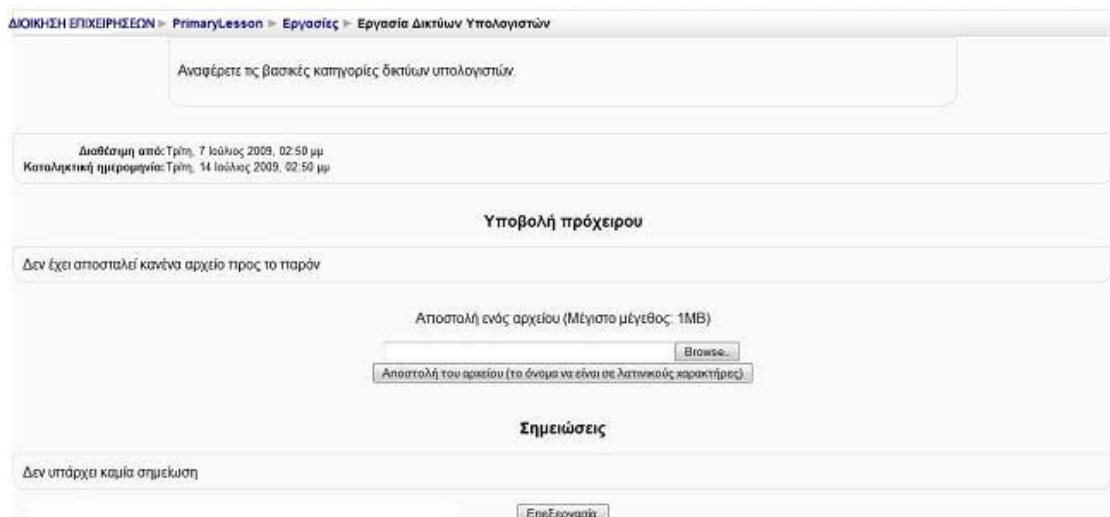 ΔΙΟΙΚΗΣΗ ΕΠΙΧΕΙΡΗΣΕΩΝ ► PrimaryLesson ► Εργασίες ► Εργασία Δικτύων Υπολογιστών
Αναφέρετε τις βασικές κατηγορίες δικτύων υπολογιστών.
Διαθέσιμη από: Τρίτη, 7 Ιούλιος 2009, 02:50 μμ
Καταληκτική ημερομηνία: Τρίτη, 14 Ιούλιος 2009, 02:50 μμ
Υποβολή πρόχειρου
Δεν έχει αποσταλεί κανένα αρχείο προς το παρόν
Αποστολή ενός αρχείου (Μέγιστο μέγεθος: 1MB)
Browse..
Αποστολή του αρχείου (το όνομα να είναι σε λατινικούς χαρακτήρες)
Σημειώσεις
Δεν υπάρχει καμία σημείωση
Επεξεργασία